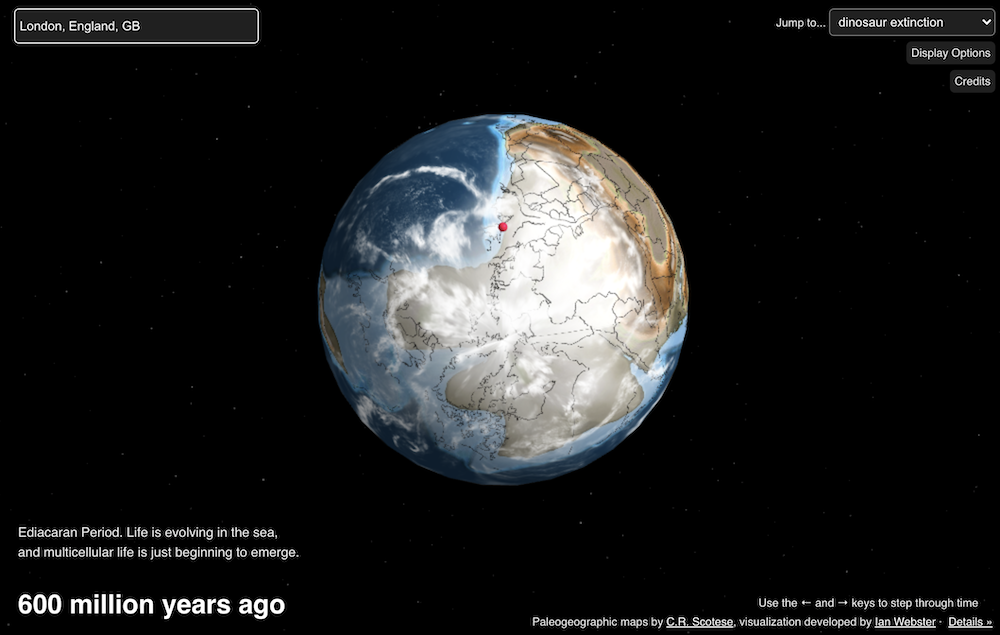 London, England, GB
Jump to... dinosaur extinction
Display Options
Credits
Ediacaran Period. Life is evolving in the sea,
and multicellular life is just beginning to emerge.
600 million years ago
Use the ← and → keys to step through time
Paleogeographic maps by C.R. Scotese, visualization developed by Ian Webster · Details »